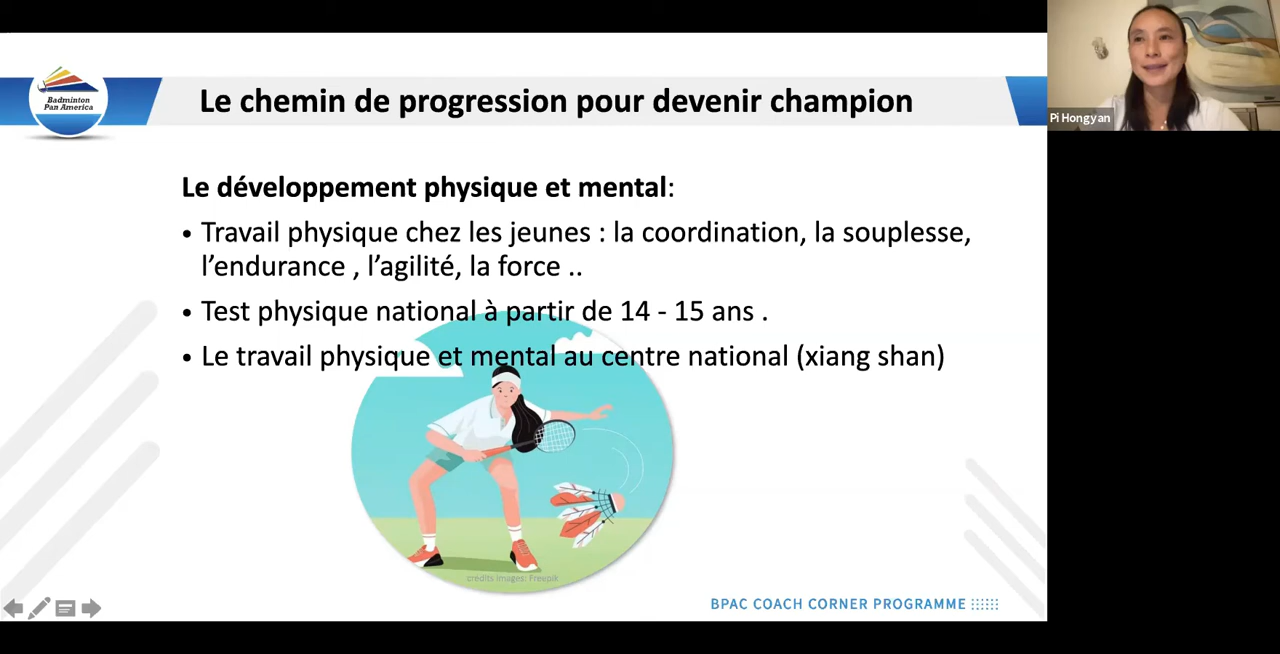 Badminton
Pan America
Le chemin de progression pour devenir champion
Pi Hongyan
Le développement physique et mental:
• Travail physique chez les jeunes : la coordination, la souplesse,
l’endurance , l’agilité, la force ..
• Test physique national à partir de 14 - 15 ans .
• Le travail physique et mental au centre national (xiang shan)
crédits images: Freepik
BPAC COACH CORNER PROGRAMME